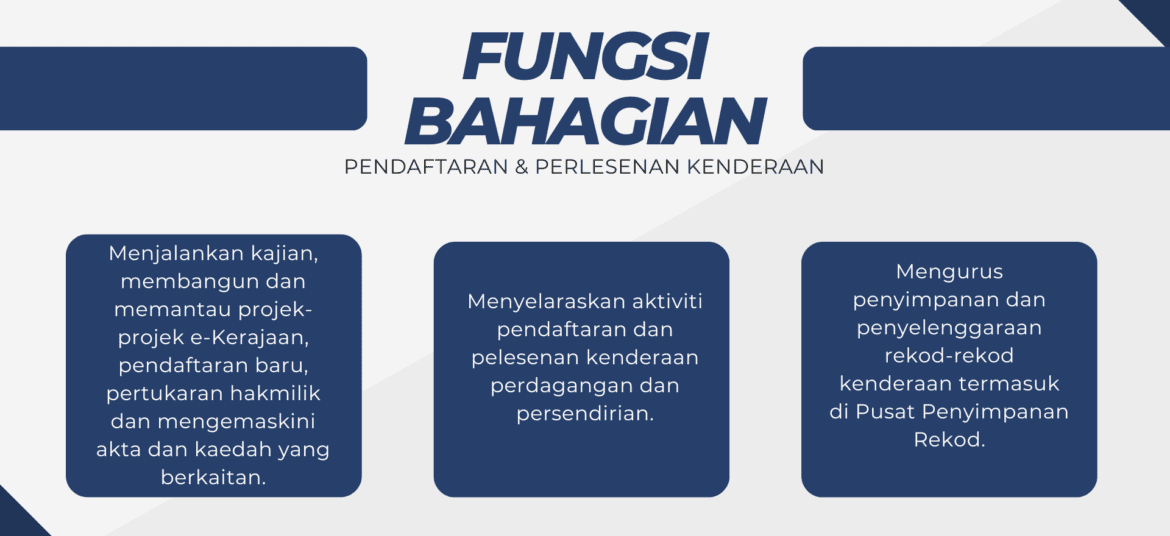 FUNGSI
BAHAGIAN
PENDAFTARAN & PERLESENAN KENDERAAN
Menjalankan kajian,
membangun dan
memantau projek-
projek e-Kerajaan,
pendaftaran baru,
pertukaran hakmilik
dan mengemaskini
akta dan kaedah yang
berkaitan.
Menyelaraskan aktiviti
pendaftaran dan
pelesenan kenderaan
perdagangan dan
persendirian.
Mengurus
penyimpanan dan
penyelenggaraan
rekod-rekod
kenderaan termasuk
di Pusat Penyimpanan
Rekod.